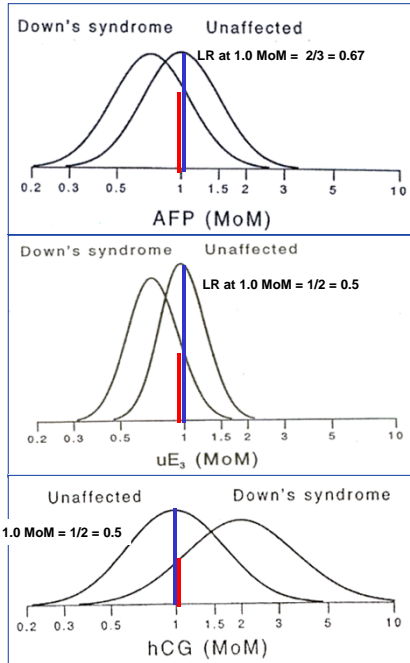 Down's syndrome Unaffected
LR at 1.0 MoM = 2/3 = 0.67
0.2 0.3 0.5 1 1.5 2 3 5 10
AFP (MoM)
Down's syndrome Unaffected
LR at 1.0 MoM = 1/2 = 0.5
0.2 0.3 0.5 1 1.5 2 3 5 10
uE₃ (MoM)
Unaffected Down's syndrome
1.0 MoM = 1/2 = 0.5
0.2 0.3 0.5 1 1.5 2 3 5 10
hCG (MoM)